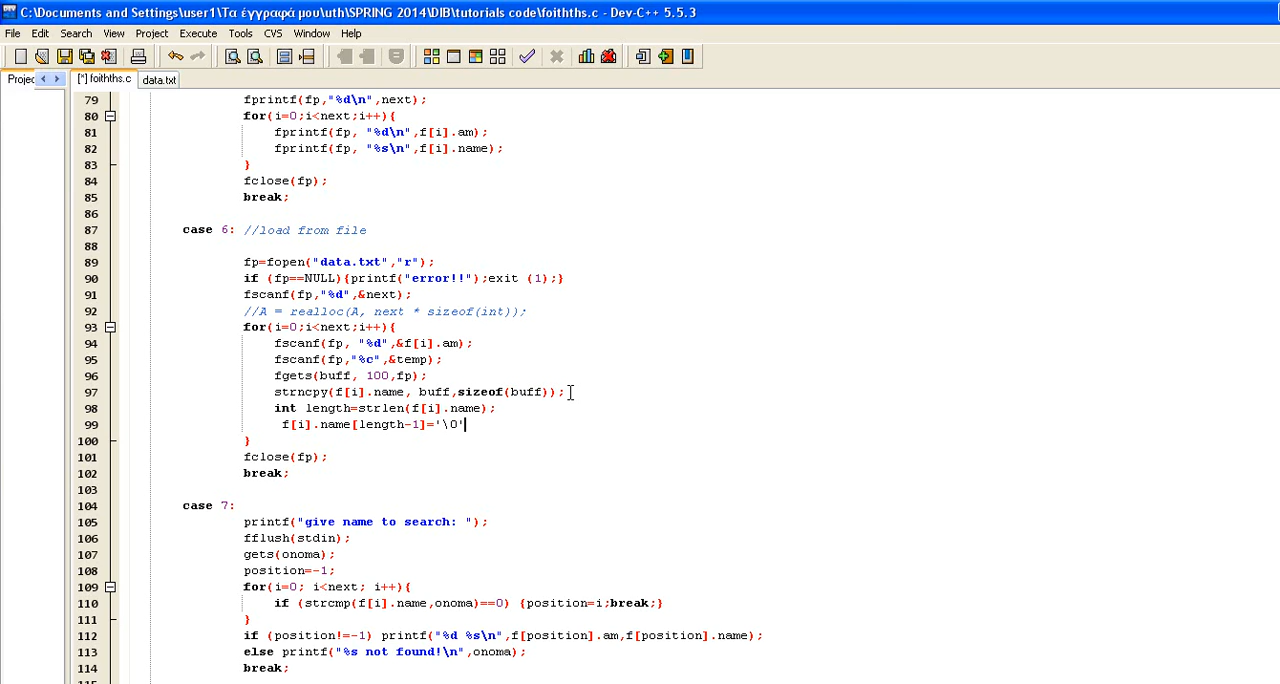 C:\Documents and Settings\user1\Τα έγγραφά μου\uth\SPRING 2014\DIB\tutorials code\foithths.c - Dev-C++ 5.5.3
File Edit Search View Project Execute Tools CVS Window Help
Projec [*] foithths.c data.txt
79 fprintf(fp,"%d\n",next);
80 for(i=0;i<next;i++){
81 fprintf(fp, "%d\n",f[i].am);
82 fprintf(fp, "%s\n",f[i].name);
83 }
84 fclose(fp);
85 break;
86
87 case 6: //load from file
88
89 fp=fopen("data.txt","r");
90 if (fp==NULL){printf("error!!");exit (1);}
91 fscanf(fp,"%d",&next);
92 //A = realloc(A, next * sizeof(int));
93 for(i=0;i<next;i++){
94 fscanf(fp, "%d",&f[i].am);
95 fscanf(fp,"%c",&temp);
96 fgets(buff, 100,fp);
97 strncpy(f[i].name, buff,sizeof(buff));
98 int length=strlen(f[i].name);
99 f[i].name[length-1]='\0'
100 }
101 fclose(fp);
102 break;
103
104 case 7:
105 printf("give name to search: ");
106 fflush(stdin);
107 gets(onoma);
108 position=-1;
109 for(i=0; i<next; i++){
110 if (strcmp(f[i].name,onoma)==0) {position=i;break;}
111 }
112 if (position!=-1) printf("%d %s\n",f[position].am,f[position].name);
113 else printf("%s not found!\n",onoma);
114 break;